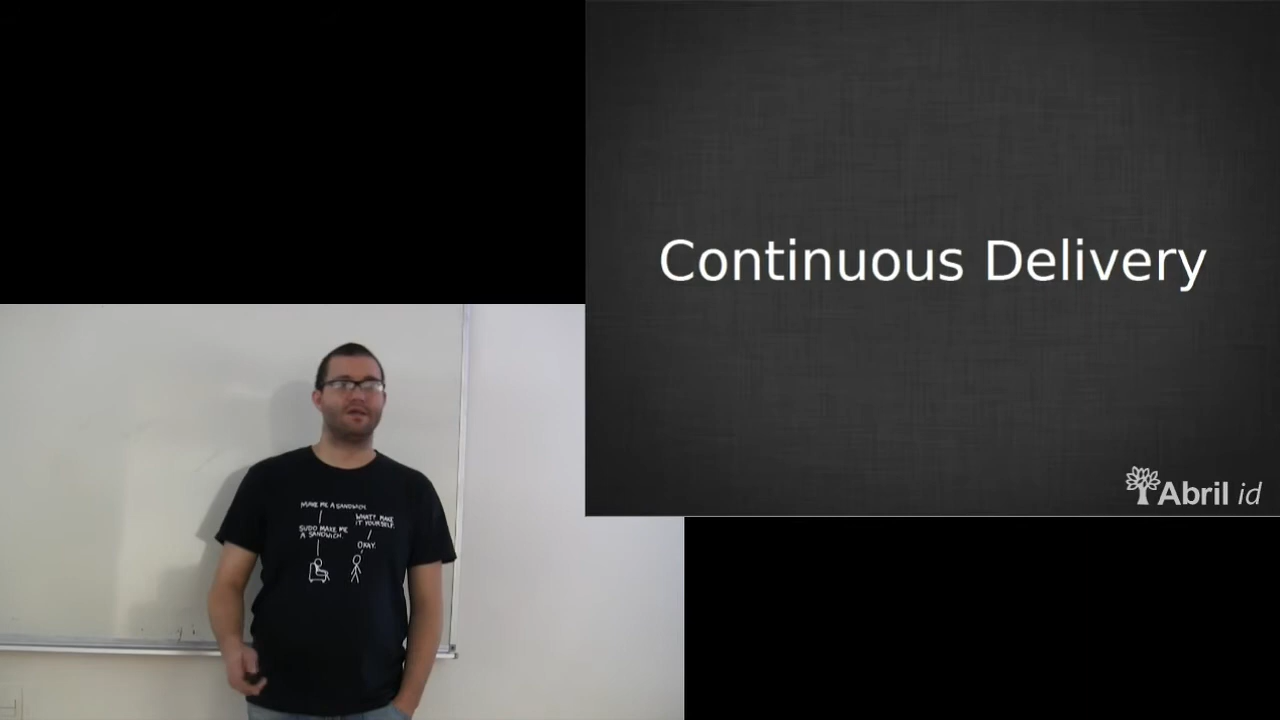 Continuous Delivery
Abril id
MAKE ME A SANDWICH.
WHAT? MAKE
IT YOURSELF.
SUDO MAKE ME
A SANDWICH.
OKAY.